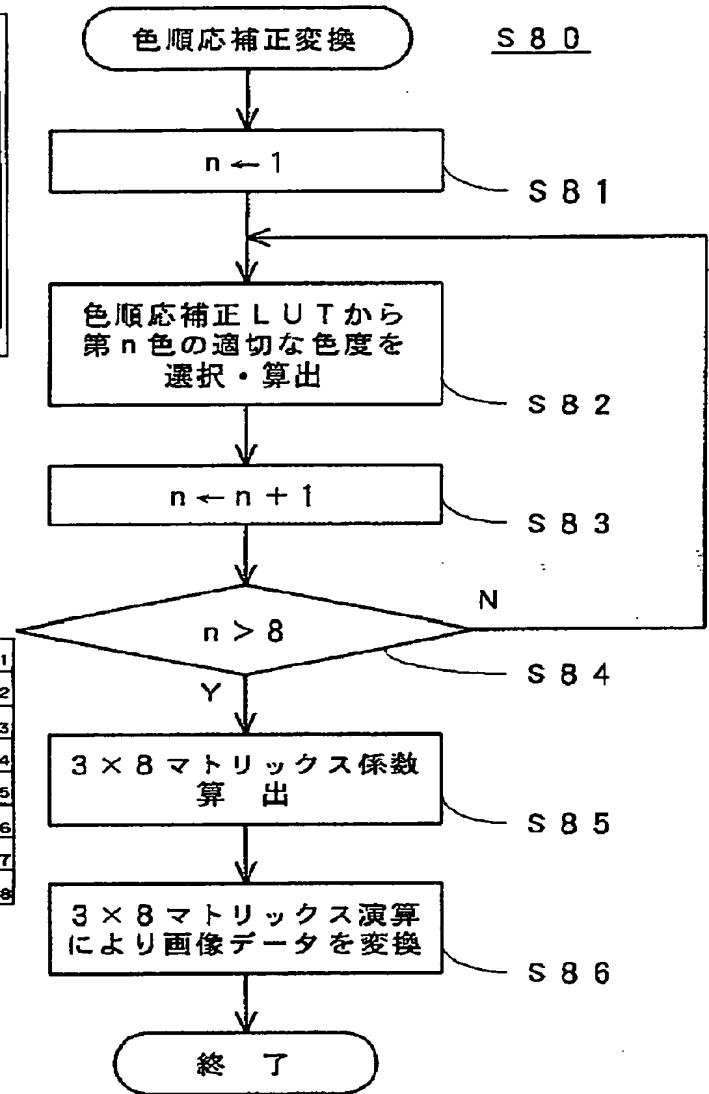 色順応補正変換
S80
n←1
S81
色順応補正LUTから
第n色の適切な色度を
選択・算出
S82
n←n+1
S83
n>8
N
S84
Y
3×8マトリックス係数
算 出
S85
3×8マトリックス演算
により画像データを変換
S86
終 了
1
2
3
4
5
6
7
8